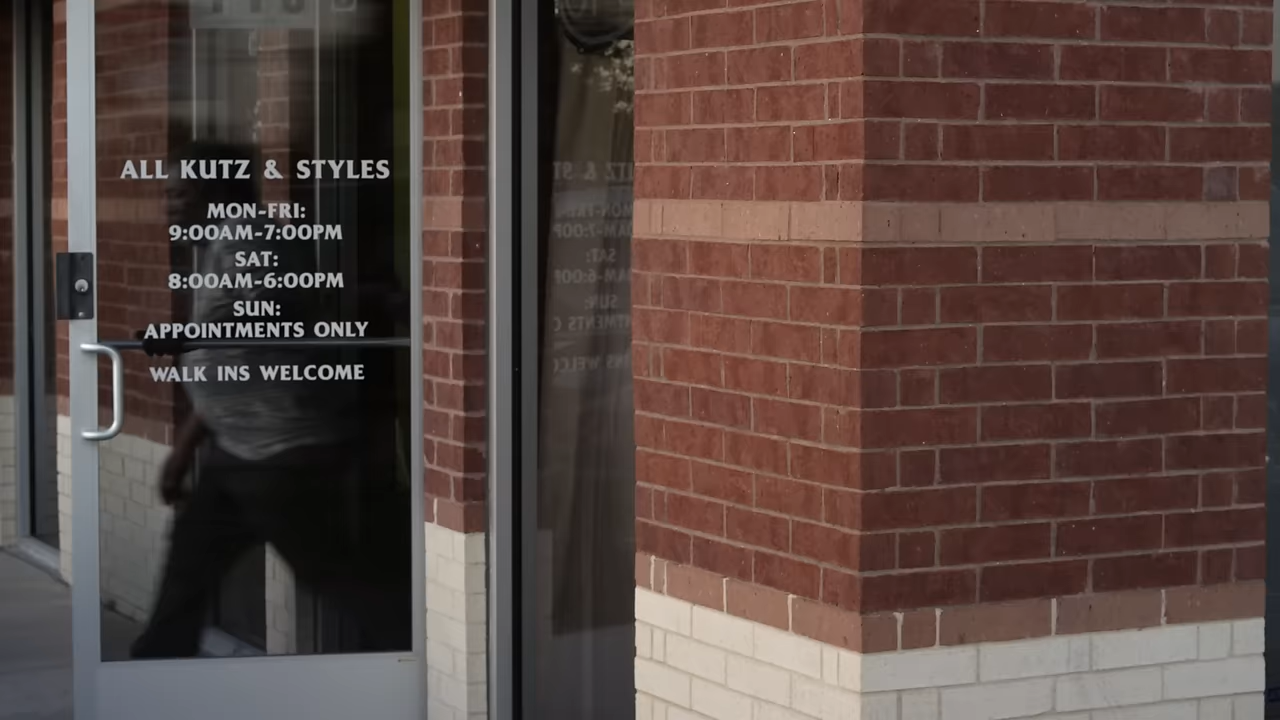 ALL KUTZ & STYLES
MON-FRI:
9:00AM-7:00PM
SAT:
8:00AM-6:00PM
SUN:
APPOINTMENTS ONLY
WALK INS WELCOME